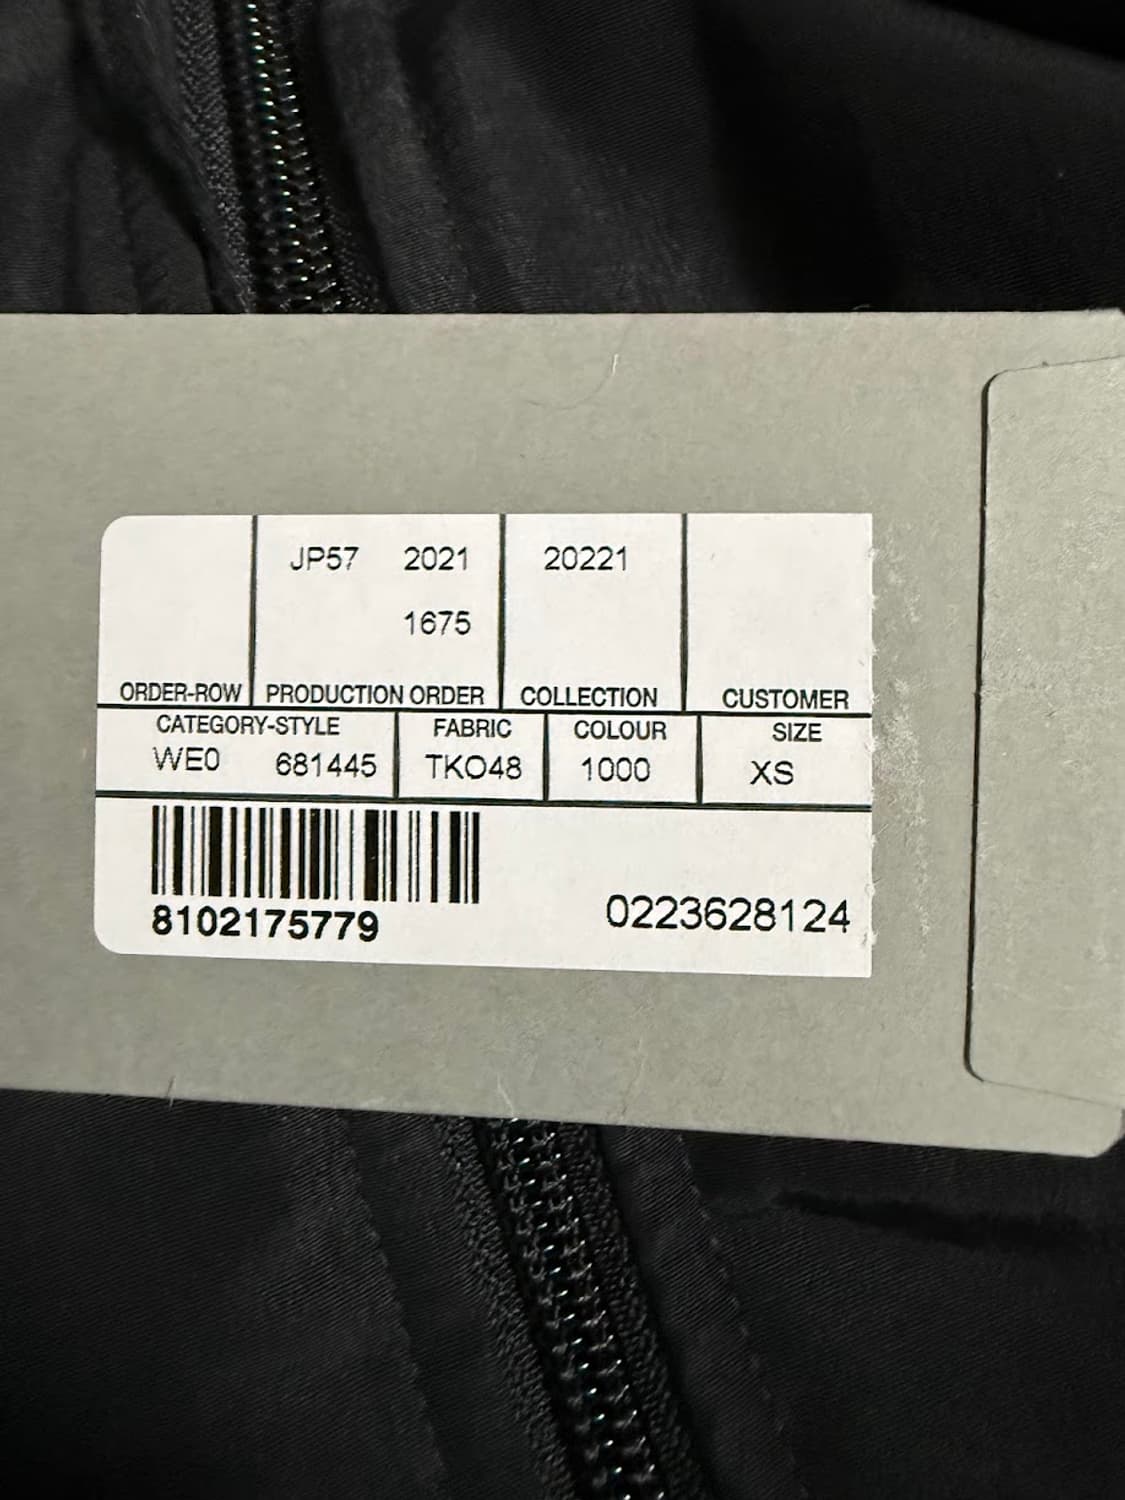 JP57 2021 20221
1675
ORDER-ROW PRODUCTION ORDER COLLECTION CUSTOMER
CATEGORY-STYLE FABRIC COLOUR SIZE
WE0 681445 TKO48 1000 XS
8102175779 0223628124